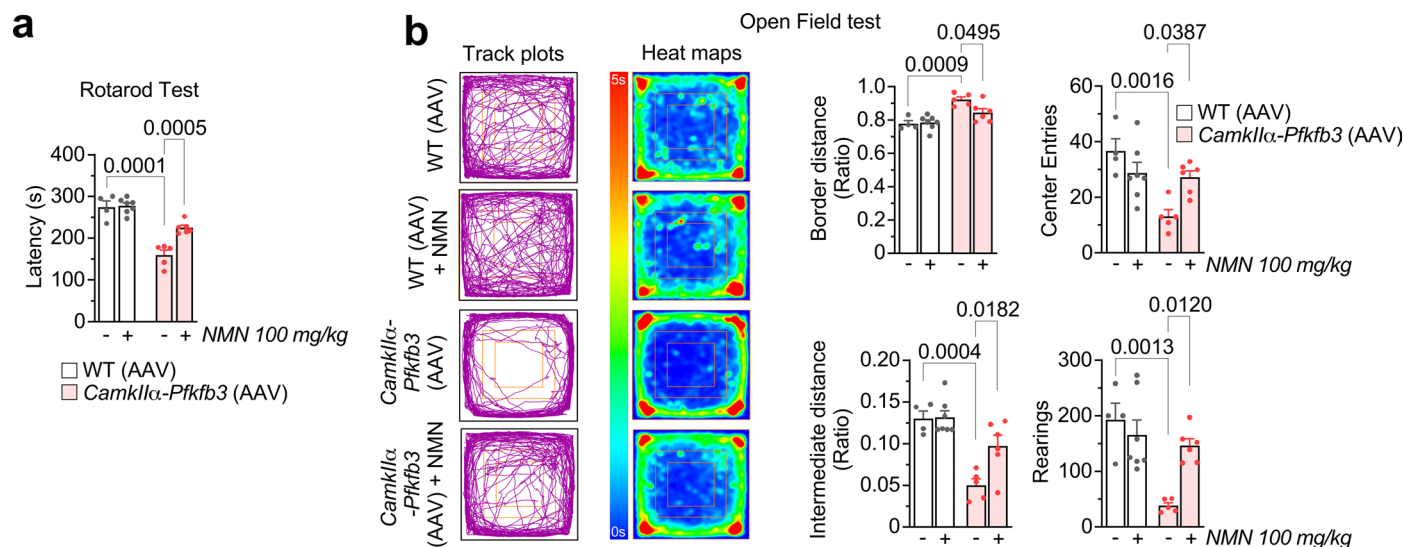 a
Rotarod Test
0.0005
0.0001
400
300
200
100
0
Latency (s)
- + - + NMN 100 mg/kg
WT (AAV)
CamkIIα-Pfkfb3 (AAV)
b
Open Field test
Track plots
Heat maps
WT (AAV)
WT (AAV)
+ NMN
CamkIIα-
Pfkfb3
(AAV)
CamkIIα
-Pfkfb3
(AAV) + NMN
5s
0s
0.0495
0.0009
1.0
0.8
0.6
0.4
0.2
0
Border distance
(Ratio)
- + - +
0.0387
0.0016
60
40
20
0
Center Entries
WT (AAV)
CamkIIα-Pfkfb3 (AAV)
- + - + NMN 100 mg/kg
0.0182
0.0004
0.20
0.15
0.10
0.05
0
Intermediate distance
(Ratio)
- + - +
0.0120
0.0013
300
200
100
0
Rearings
- + - + NMN 100 mg/kg